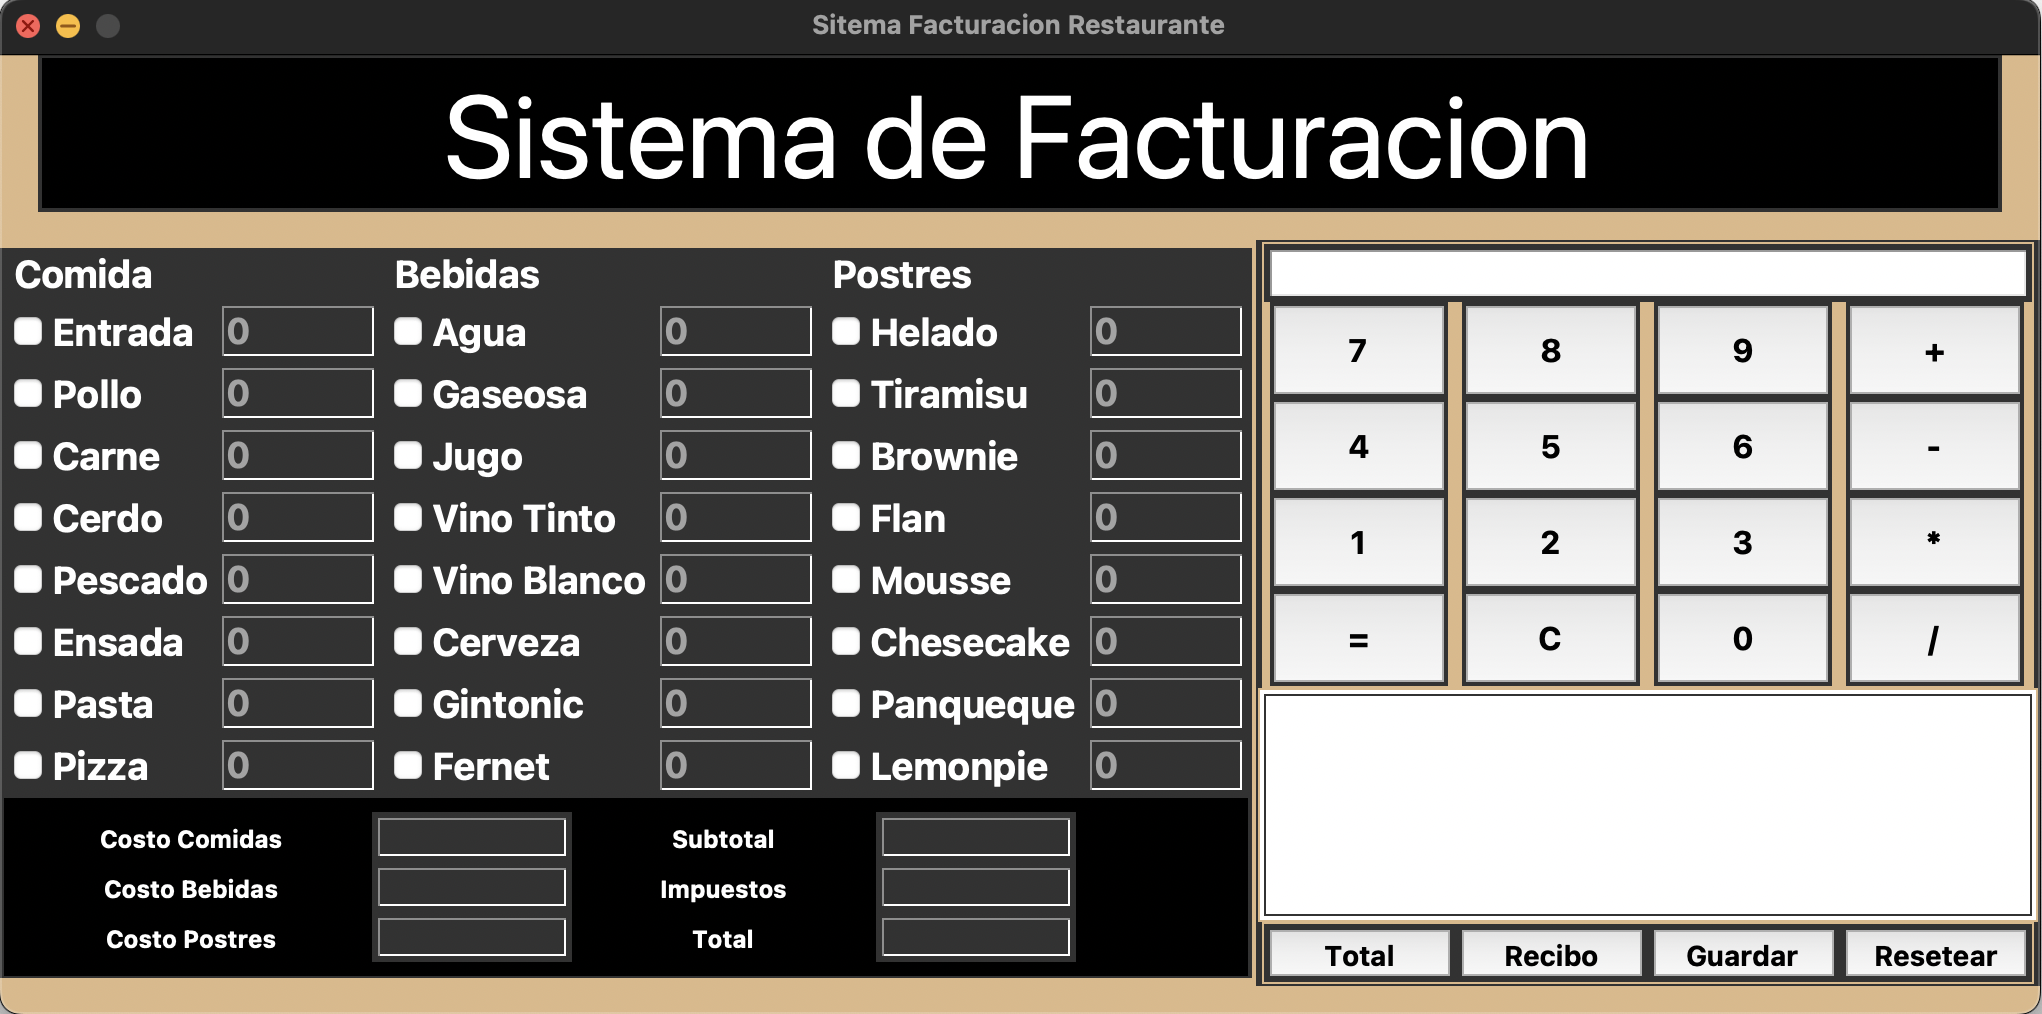 Sitema Facturacion Restaurante
Sistema de Facturacion
Comida Bebidas Postres
Entrada 0 Agua 0 Helado 0
Pollo 0 Gaseosa 0 Tiramisu 0
Carne 0 Jugo 0 Brownie 0
Cerdo 0 Vino Tinto 0 Flan 0
Pescado 0 Vino Blanco 0 Mousse 0
Ensada 0 Cerveza 0 Chesecake 0
Pasta 0 Gintonic 0 Panqueque 0
Pizza 0 Fernet 0 Lemonpie 0
Costo Comidas Subtotal
Costo Bebidas Impuestos
Costo Postres Total
7 8 9 +
4 5 6 -
1 2 3 *
= C 0 /
Total Recibo Guardar Resetear